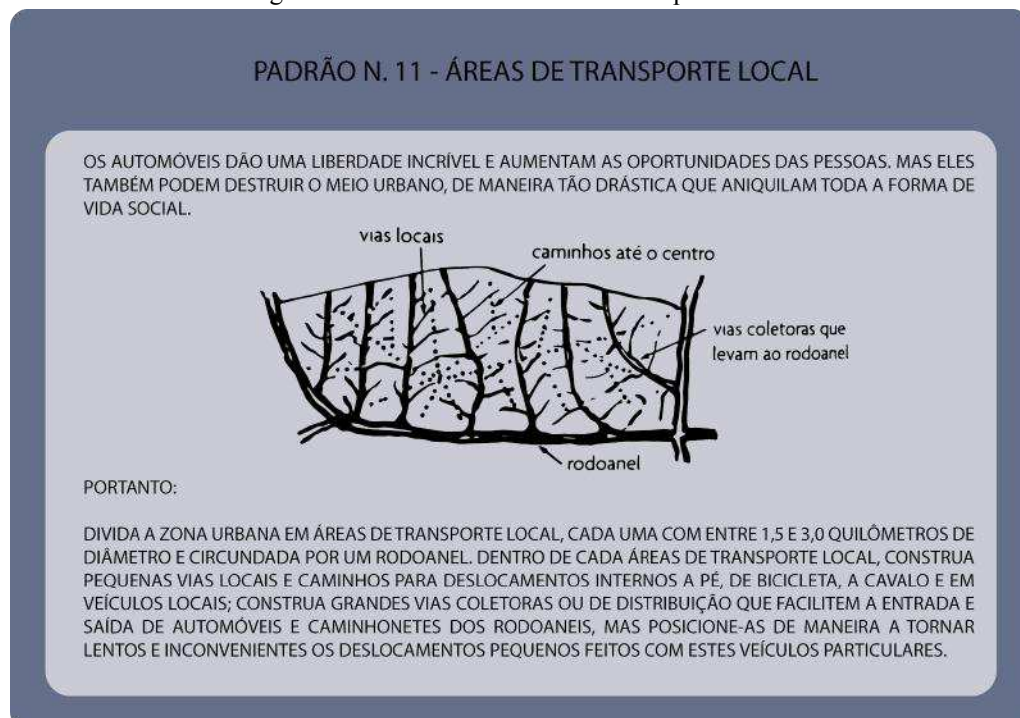 PADRÃO N. 11 - ÁREAS DE TRANSPORTE LOCAL
OS AUTOMÓVEIS DÃO UMA LIBERDADE INCRÍVEL E AUMENTAM AS OPORTUNIDADES DAS PESSOAS. MAS ELES
TAMBÉM PODEM DESTRUIR O MEIO URBANO, DE MANEIRA TÃO DRÁSTICA QUE ANIQUILAM TODA A FORMA DE
VIDA SOCIAL.
vias locais
caminhos até o centro
vias coletoras que
levam ao rodoanel
rodoanel
PORTANTO:
DIVIDA A ZONA URBANA EM ÁREAS DE TRANSPORTE LOCAL, CADA UMA COM ENTRE 1,5 E 3,0 QUILÔMETROS DE
DIÂMETRO E CIRCUNDADA POR UM RODOANEL. DENTRO DE CADA ÁREAS DE TRANSPORTE LOCAL, CONSTRUA
PEQUENAS VIAS LOCAIS E CAMINHOS PARA DESLOCAMENTOS INTERNOS A PÉ, DE BICICLETA, A CAVALO E EM
VEÍCULOS LOCAIS; CONSTRUA GRANDES VIAS COLETORAS OU DE DISTRIBUIÇÃO QUE FACILITEM A ENTRADA E
SAÍDA DE AUTOMÓVEIS E CAMINHONETES DOS RODOANEIS, MAS POSICIONE-AS DE MANEIRA A TORNAR
LENTOS E INCONVENIENTES OS DESLOCAMENTOS PEQUENOS FEITOS COM ESTES VEÍCULOS PARTICULARES.